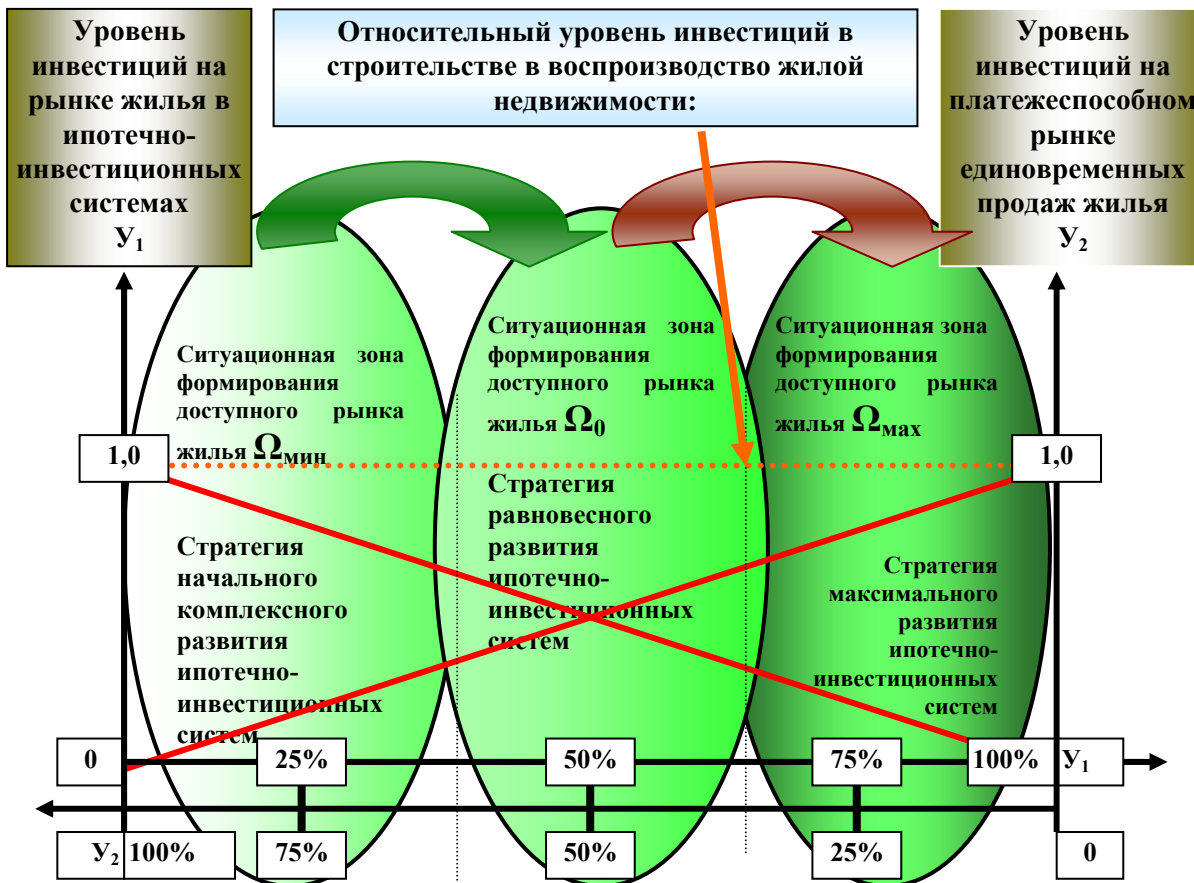 Уровень
инвестиций на
рынке жилья в
ипотечно-
инвестиционных
системах
У1
Относительный уровень инвестиций в
строительстве в воспроизводство жилой
недвижимости:
Уровень
инвестиций на
платежеспособном
рынке
единовременных
продаж жилья
У2
Ситуационная зона
формирования
доступного рынка
жилья Ωмин
Ситуационная зона
формирования
доступного рынка
жилья Ω0
Ситуационная зона
формирования
доступного рынка
жилья Ωмах
1,0
1,0
Стратегия
начального
комплексного
развития
ипотечно-
инвестиционных
систем
Стратегия
равновесного
развития
ипотечно-
инвестиционных
систем
Стратегия
максимального
развития
ипотечно-
инвестиционных
систем
0
25%
50%
75%
100% У1
У2 100%
75%
50%
25%
0